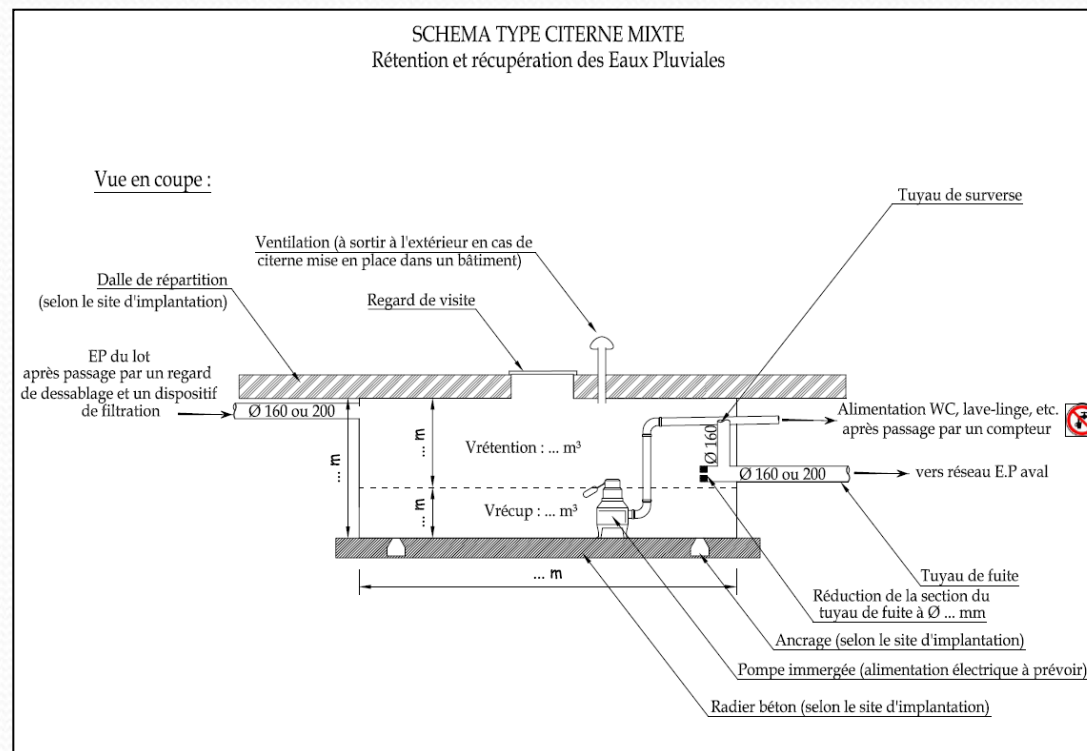 SCHEMA TYPE CITERNE MIXTE
Rétention et récupération des Eaux Pluviales
Vue en coupe :
Tuyau de surverse
Ventilation (à sortir à l'extérieur en cas de
citerne mise en place dans un bâtiment)
Dalle de répartition
(selon le site d'implantation)
Regard de visite
EP du lot
après passage par un regard
de dessablage et un dispositif
de filtration
Ø 160 ou 200
Alimentation WC, lave-linge, etc.
après passage par un compteur
... m
... m
Vrétention : ... m³
Ø 160
Ø 160 ou 200
vers réseau E.P aval
... m
Vrécup : ... m³
... m
Tuyau de fuite
Réduction de la section du
tuyau de fuite à Ø ... mm
Ancrage (selon le site d'implantation)
Pompe immergée (alimentation électrique à prévoir)
Radier béton (selon le site d'implantation)